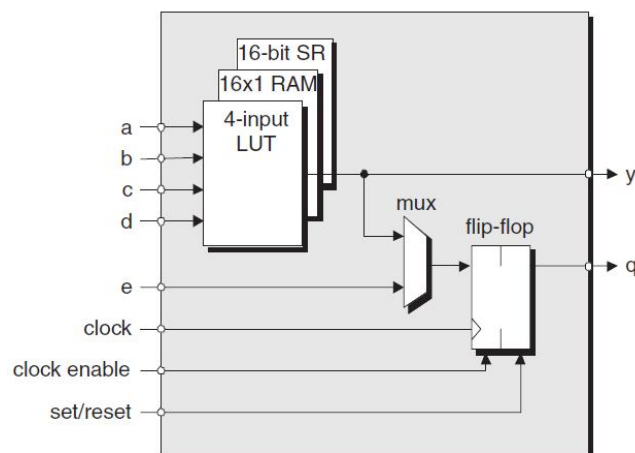 16-bit SR
16x1 RAM
4-input
LUT
a
b
c
d
y
mux
flip-flop
q
e
clock
clock enable
set/reset